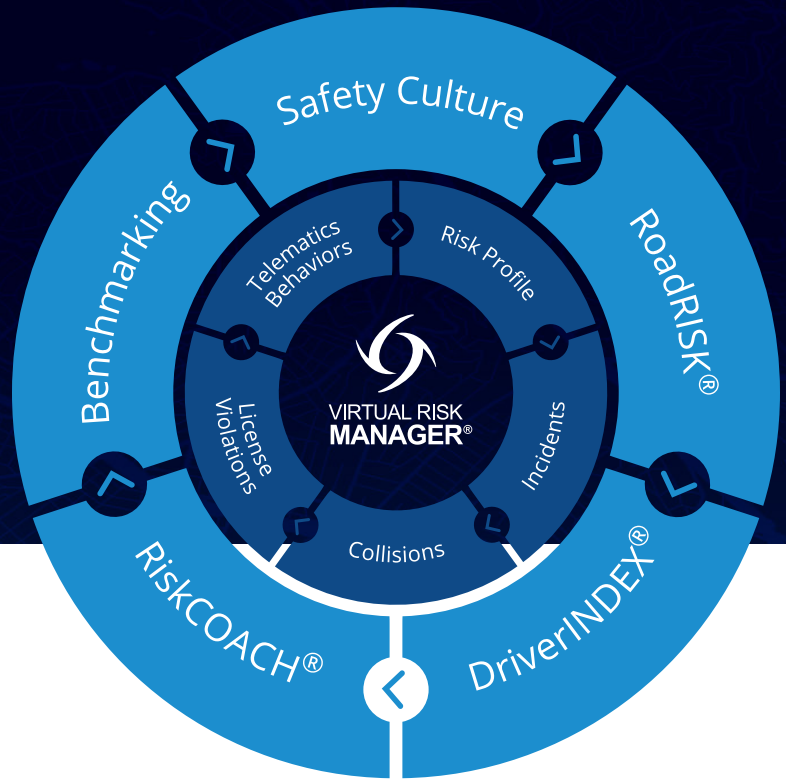 Safety Culture
RoadRISK®
DriverINDEX®
RiskCOACH®
Benchmarking
Risk Profile
Incidents
Collisions
License
Violations
Telematics
Behaviors
VIRTUAL RISK
MANAGER®